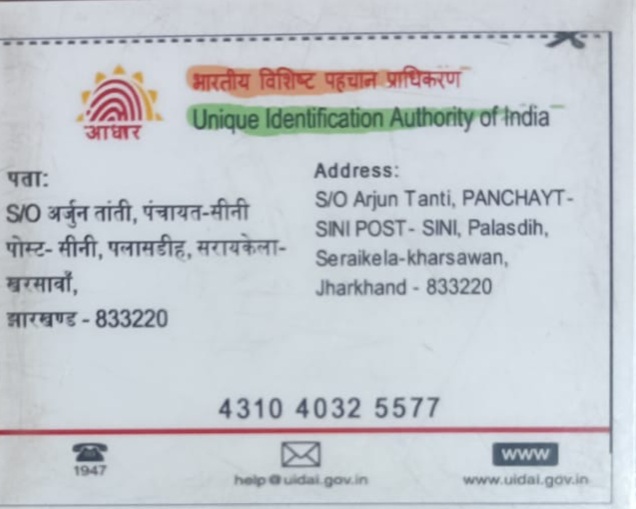 भारतीय विशिष्ट पहचान प्राधिकरण
Unique Identification Authority of India
आधार
पता:
S/O अर्जुन तांती, पंचायत-सीनी
पोस्ट- सीनी, पलासडीह, सरायकेला-
खरसावाँ,
झारखण्ड - 833220
Address:
S/O Arjun Tanti, PANCHAYT-
SINI POST- SINI, Palasdih,
Seraikela-kharsawan,
Jharkhand - 833220
4310 4032 5577
1947
help@uidai.gov.in
www
www.uidai.gov.in